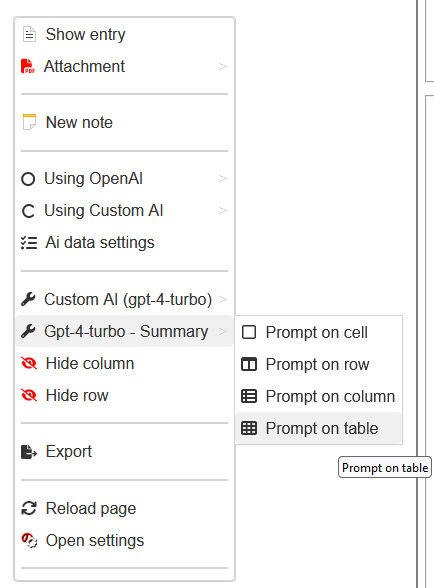 Show entry
Attachment >
New note
Using OpenAI >
Using Custom AI >
Ai data settings
Custom AI (gpt-4-turbo) >
Gpt-4-turbo - Summary >
Prompt on cell
Prompt on row
Prompt on column
Prompt on table
Hide column
Hide row
Export
Prompt on table
Reload page
Open settings